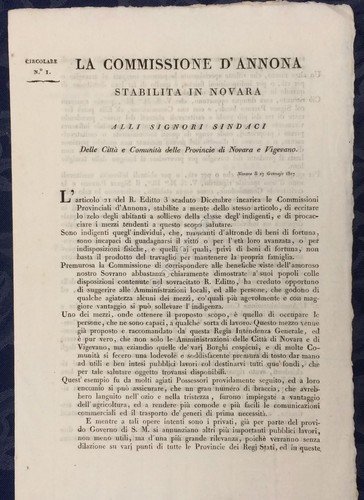 CIRCOLARE
N.° 1.
LA COMMISSIONE D'ANNONA
STABILITA IN NOVARA
ALLI SIGNORI SINDACI
Delle Città e Comunità delle Provincie di Novara e Vigevano.
Novara li 17 Gennajo 1817
L'articolo 21 del R. Editto 3 scaduto Dicembre incarica le Commissioni
Provinciali d'Annona, stabilite a mente dello stesso articolo, di eccitare
lo zelo degli abitanti a sollievo della classe degl'indigenti, e di procac-
ciare i mezzi tendenti a questo scopo salutare.
Sono indigenti quegl'individui, che, mancanti d'altronde di beni di fortuna,
sono incapaci di guadagnarsi il vitto, o per l'età loro avanzata, o per
indisposizioni fisiche, e quelli ai quali, privi di beni di fortuna, non
basta il prodotto del travaglio per mantenere la propria famiglia.
Premurosa la Commissione di corrispondere alle benefiche viste dell'amoroso
nostro Sovrano abbastanza chiaramente dimostrate a' suoi popoli colle
disposizioni contenute nel sovracitato R. Editto, ha creduto opportuno
di suggerire alle Amministrazioni locali, ed alle persone, che godono di
qualche agiatezza alcuni dei mezzi, coi quali più agevolmente e con mag-
giore vantaggio si può sollevare l'indigenza.
Uno dei mezzi, onde ottenere il proposto scopo, è quello di occupare le
persone, che ne sono capaci, a qualche sorta di lavoro: Questo mezzo venne
già proposto e raccomandato da questa Regia Intendenza Generale, ed
è pur vero, che non solo le Amministrazioni delle Città di Novara e di
Vigevano, ma eziandio quelle de' varj Borghi cospicui, e di molte Co-
munità si fecero una lodevole e soddisfacente premura di tosto dar mano
ad utili e ben intesi pubblici lavori coi destinarvi tutti que' fondi, che
per tale salutare oggetto trovansi disponibili.
Quest'esempio fu da molti agiati Possessori provvidamente seguito, ed a loro
encomio si può assicurare, che un gran numero di braccia, che avreb-
bero languito nell'ozio e nella tristezza, furono impiegate a vantaggio
dell'agricoltura, ed a rendere più comode e più facili le comunicazioni
commerciali ed il trasporto de' generi di prima necessità.
E mentre a tali opere intenti sono i privati, già per parte del provi-
do Governo di S. M. si annunziano altri più importanti pubblici lavori,
non meno utili, ma d'una più grande rilevanza, poichè verranno senza
dilazione su varj punti di tutte le Provincie dei Regj Stati, ed in queste